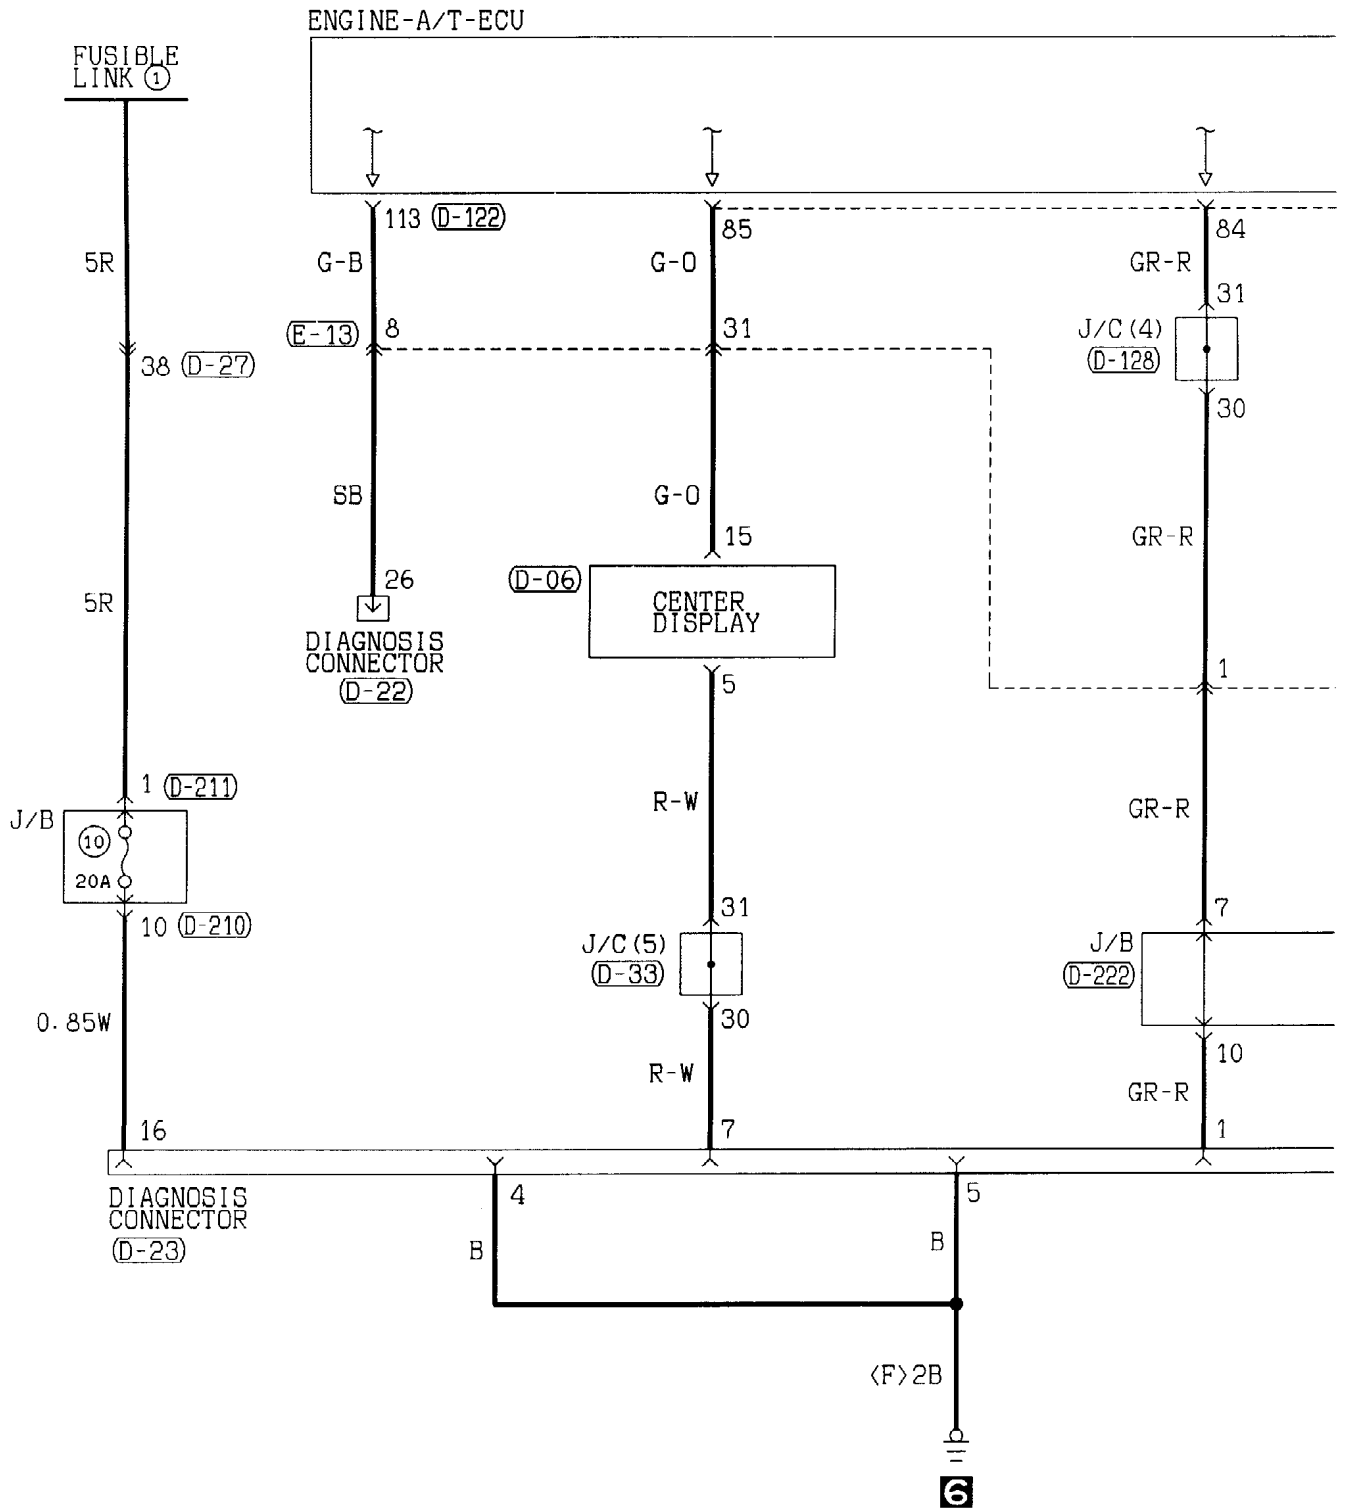 ENGINE-A/T-ECU
FUSIBLE
LINK ①
113 (D-122)
85
84
5R
G-B
G-O
GR-R
31
(E-13) 8
31
J/C(4)
(D-128)
38 (D-27)
30
SB
G-O
15
GR-R
26
(D-06)
CENTER
DISPLAY
5R
DIAGNOSIS
CONNECTOR
(D-22)
5
1
1 (D-211)
R-W
GR-R
J/B
⑩
20A
10 (D-210)
31
7
J/C(5)
(D-33)
J/B
(D-222)
30
0.85W
10
R-W
GR-R
16
7
1
4
5
DIAGNOSIS
CONNECTOR
(D-23)
B
B
<F>2B
6